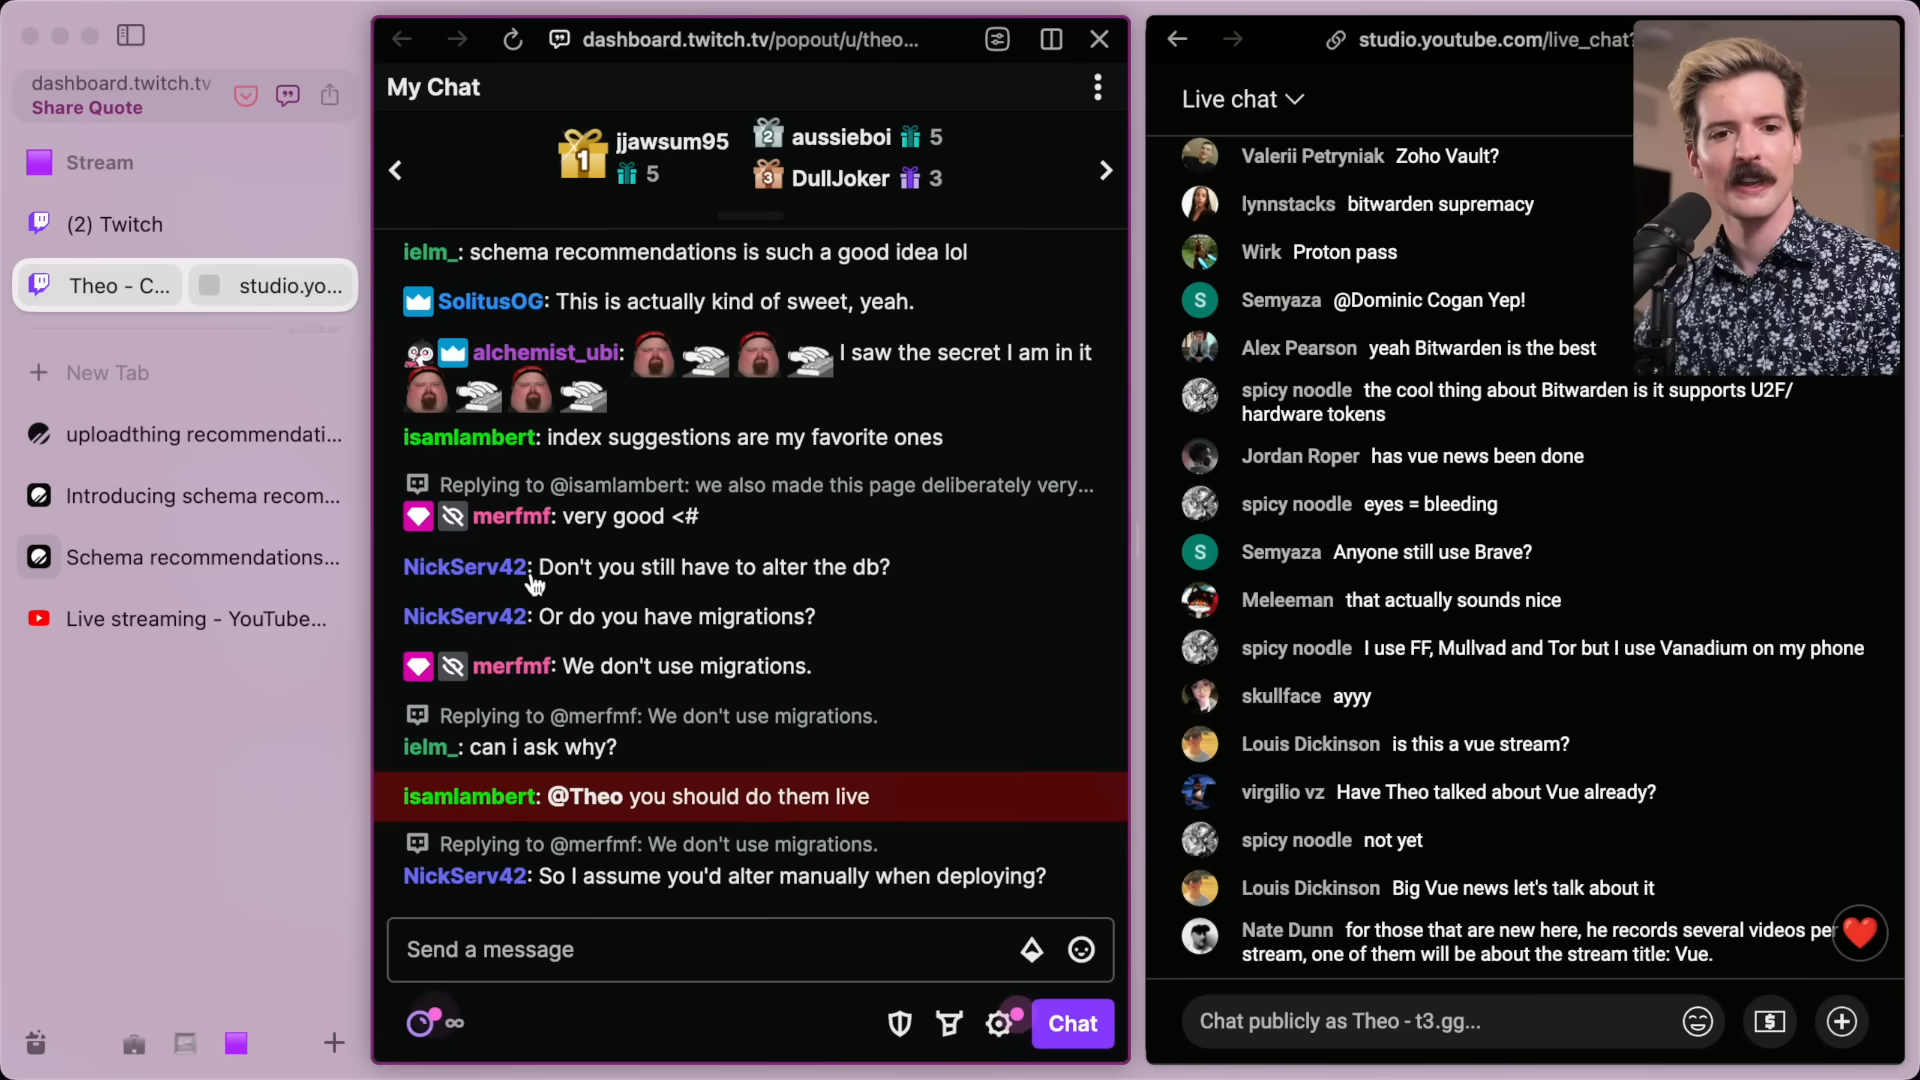 dashboard.twitch.tv
Share Quote
Stream
(2) Twitch
Theo - C...
studio.yo...
New Tab
uploadthing recommendati...
Introducing schema recom...
Schema recommendations...
Live streaming - YouTube...
dashboard.twitch.tv/popout/u/theo...
My Chat
1
jjawsum95
5
2
aussieboi
5
3
DullJoker
3
ielm_: schema recommendations is such a good idea lol
SolitusOG: This is actually kind of sweet, yeah.
alchemist_ubi: I saw the secret I am in it
isamlambert: index suggestions are my favorite ones
Replying to @isamlambert: we also made this page deliberately very...
merfmf: very good <#
NickServ42: Don't you still have to alter the db?
NickServ42: Or do you have migrations?
merfmf: We don't use migrations.
Replying to @merfmf: We don't use migrations.
ielm_: can i ask why?
isamlambert: @Theo you should do them live
Replying to @merfmf: We don't use migrations.
NickServ42: So I assume you'd alter manually when deploying?
Send a message
∞
Chat
studio.youtube.com/live_chat?
Live chat
Valerii Petryniak Zoho Vault?
lynnstacks bitwarden supremacy
Wirk Proton pass
S
Semyaza @Dominic Cogan Yep!
Alex Pearson yeah Bitwarden is the best
spicy noodle the cool thing about Bitwarden is it supports U2F/
hardware tokens
Jordan Roper has vue news been done
spicy noodle eyes = bleeding
S
Semyaza Anyone still use Brave?
Meleeman that actually sounds nice
spicy noodle I use FF, Mullvad and Tor but I use Vanadium on my phone
skullface ayyy
Louis Dickinson is this a vue stream?
virgilio vz Have Theo talked about Vue already?
spicy noodle not yet
Louis Dickinson Big Vue news let's talk about it
Nate Dunn for those that are new here, he records several videos per
stream, one of them will be about the stream title: Vue.
Chat publicly as Theo - t3.gg...